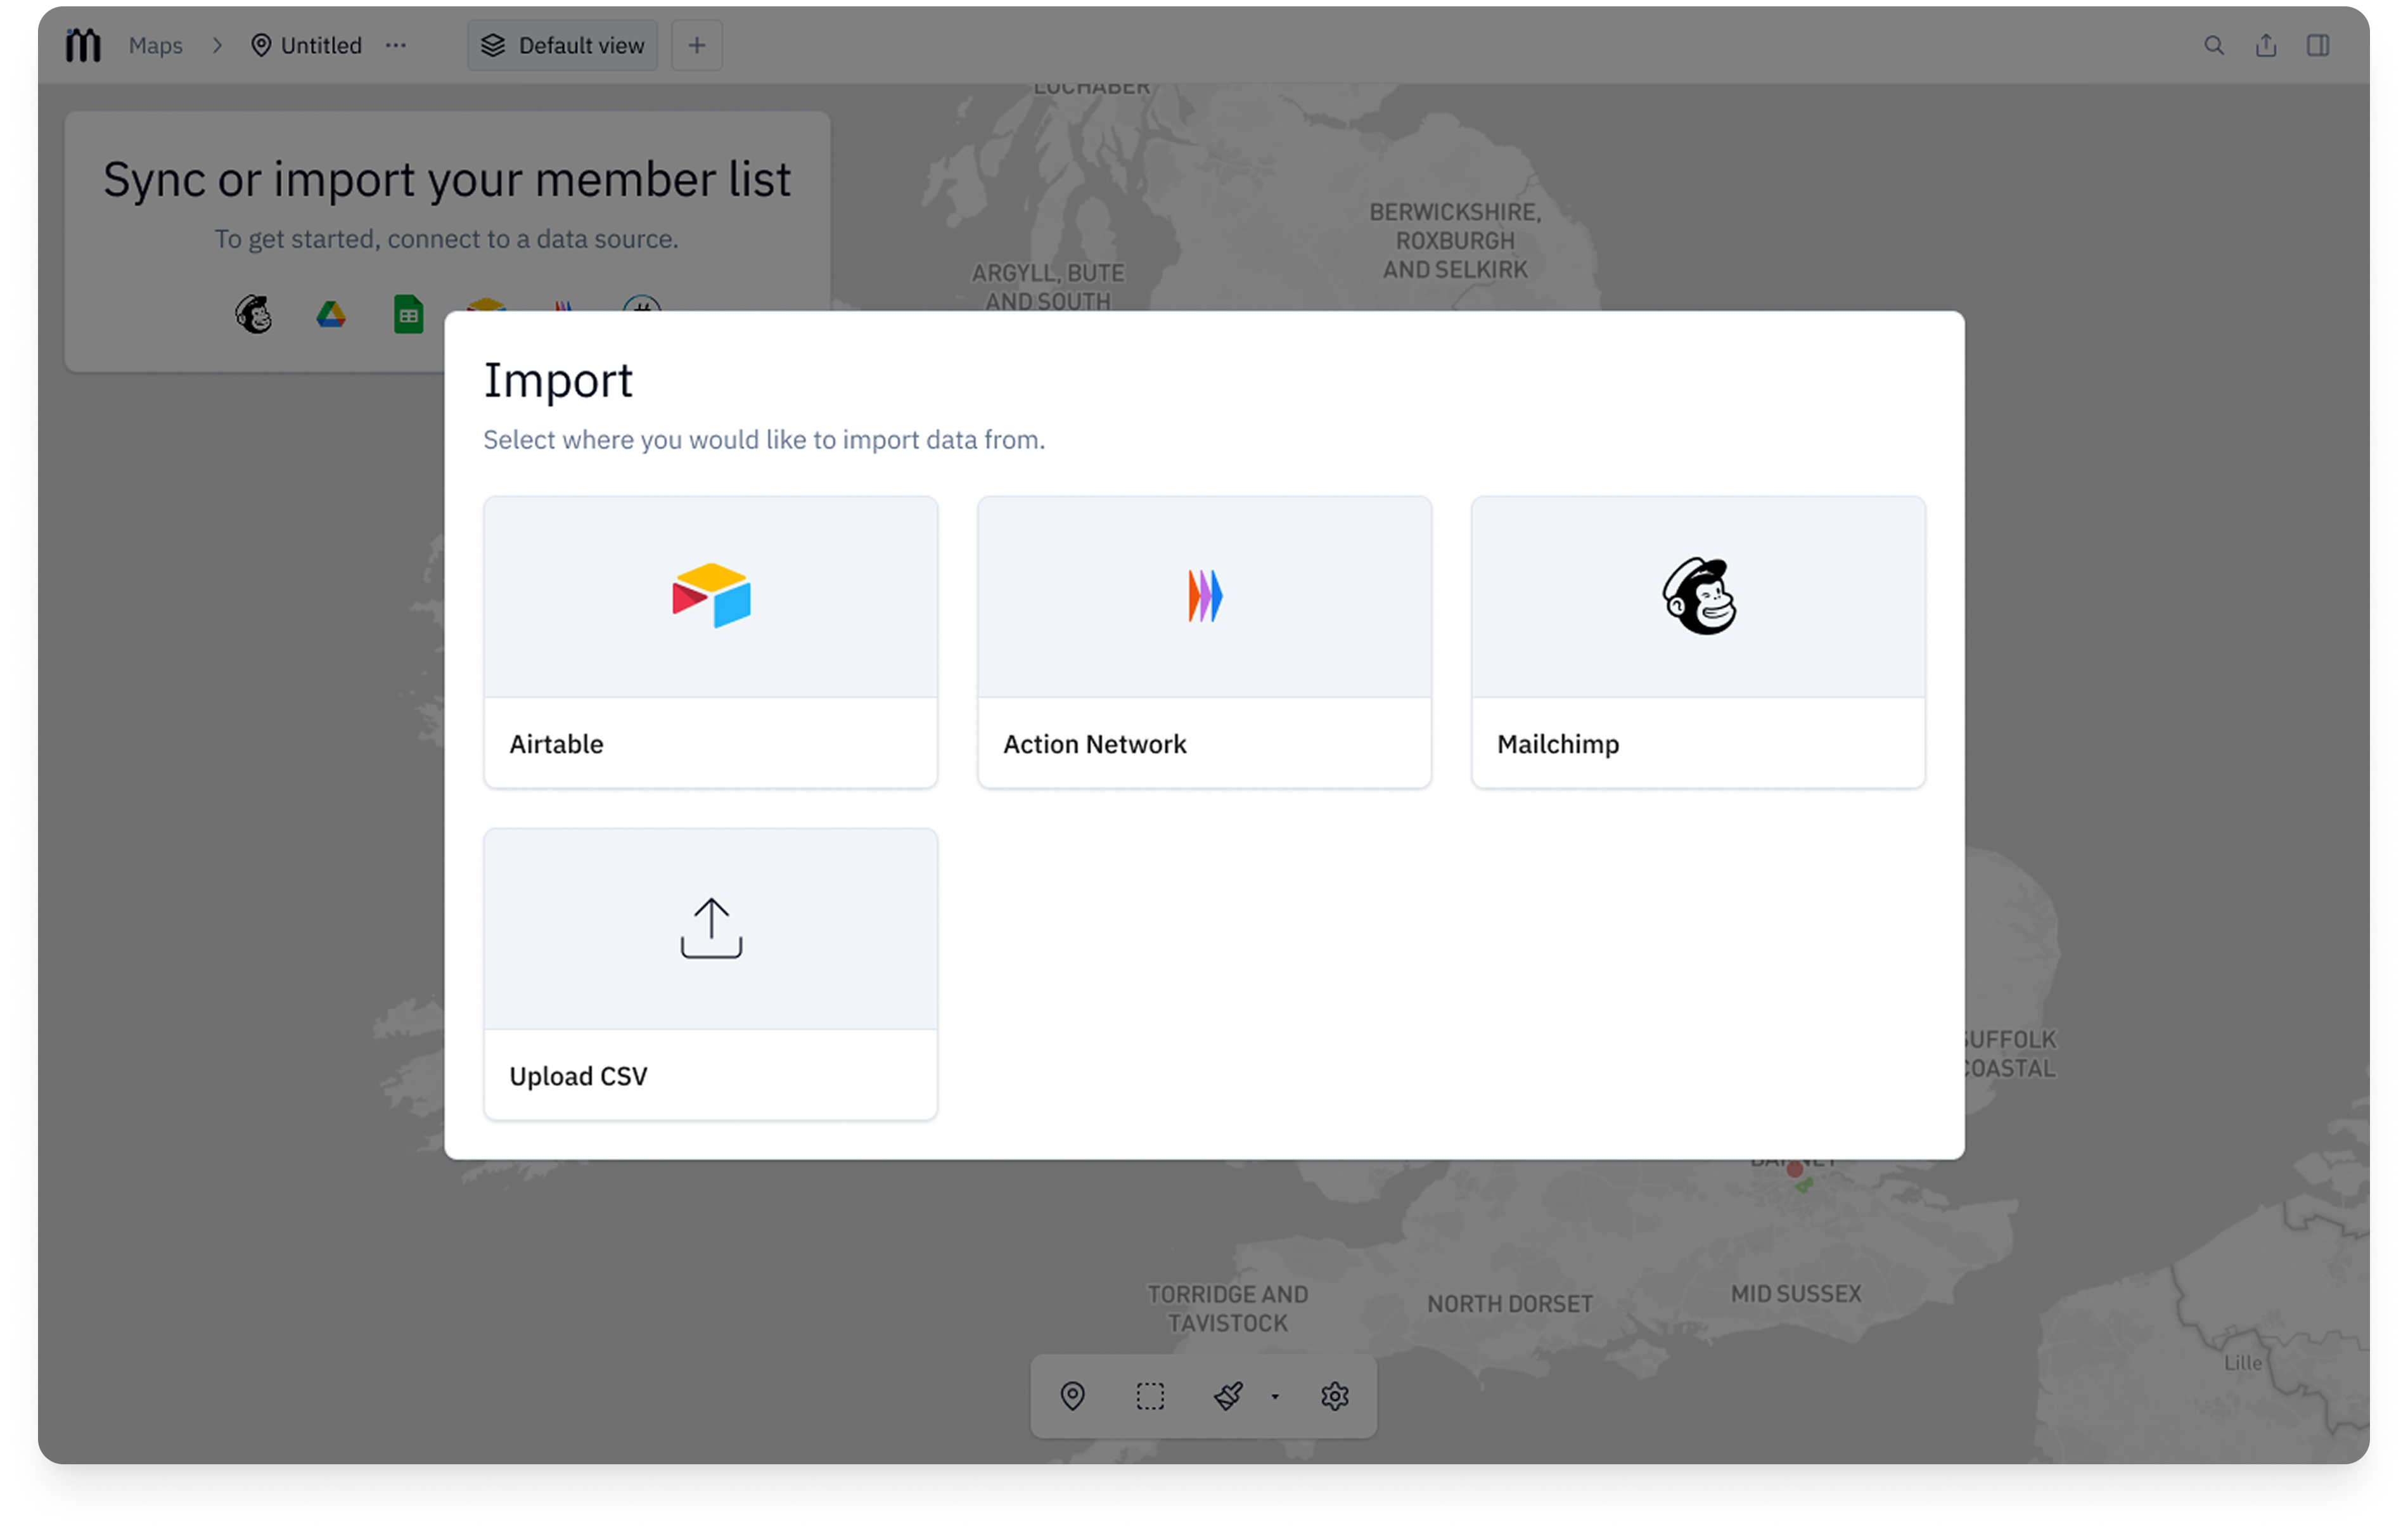 Maps
Untitled
Default view
Sync or import your member list
To get started, connect to a data source.
LOCHABER
BERWICKSHIRE,
ROXBURGH
AND SELKIRK
ARGYLL, BUTE
AND SOUTH
Import
Select where you would like to import data from.
Airtable
Action Network
Mailchimp
Upload CSV
SUFFOLK
COASTAL
BARNET
TORRIDGE AND
TAVISTOCK
NORTH DORSET
MID SUSSEX
Lille